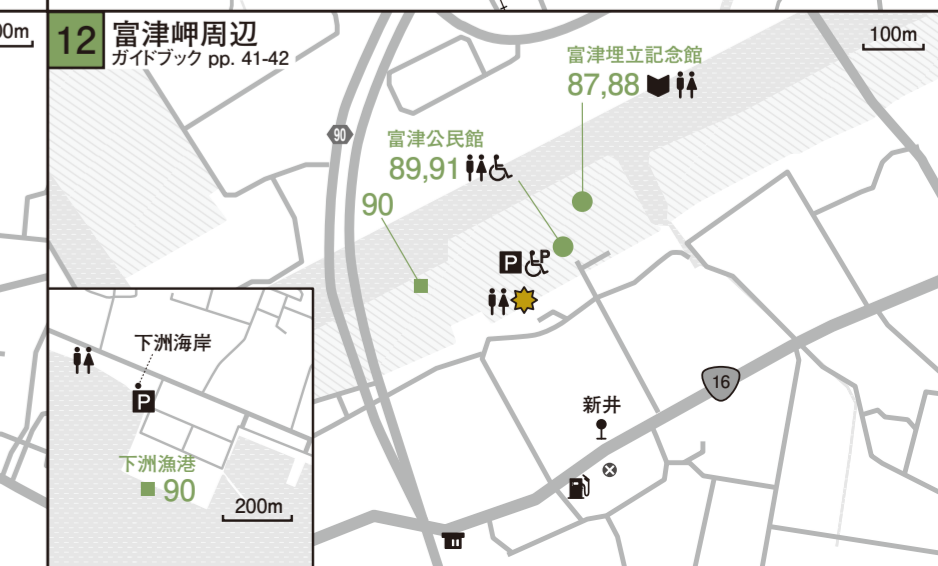 00m
12 富津岬周辺
ガイドブック pp. 41-42
100m
富津埋立記念館
87,88
90
富津公民館
89,91
90
P
P
16
新井
下洲海岸
P
下洲漁港
90
200m